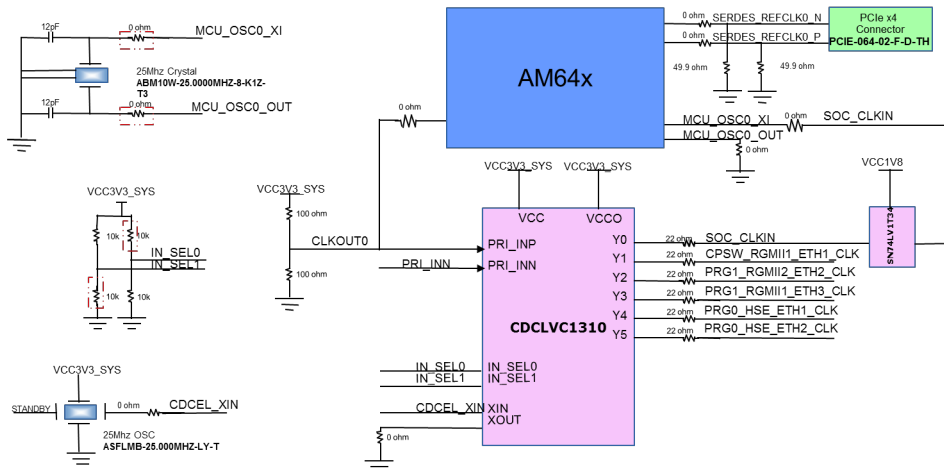 12pF
0 ohm
MCU_OSC0_XI
25Mhz Crystal
ABM10W-25.0000MHZ-8-K1Z-
T3
12pF
0 ohm
MCU_OSC0_OUT
AM64x
0 ohm
SERDES_REFCLK0_N
0 ohm
SERDES_REFCLK0_P
PCIe x4
Connector
PCIE-064-02-F-D-TH
49.9 ohm
49.9 ohm
0 ohm
MCU_OSC0_XI
0 ohm
SOC_CLKIN
MCU_OSC0_OUT
0 ohm
VCC1V8
SN74LV1T34
VCC3V3_SYS
10k
10k
IN_SEL0
IN_SEL1
10k
10k
VCC3V3_SYS
100 ohm
CLKOUT0
100 ohm
PRI_INN
VCC3V3_SYS
VCC3V3_SYS
VCC
VCCO
PRI_INP
PRI_INN
CDCLVC1310
Y0
22 ohm
SOC_CLKIN
Y1
22 ohm
CPSW_RGMII1_ETH1_CLK
Y2
22 ohm
PRG1_RGMII2_ETH2_CLK
Y3
22 ohm
PRG1_RGMII1_ETH3_CLK
Y4
22 ohm
PRG0_HSE_ETH1_CLK
Y5
22 ohm
PRG0_HSE_ETH2_CLK
IN_SEL0
IN_SEL0
IN_SEL1
IN_SEL1
CDCEL_XIN
XIN
XOUT
0 ohm
VCC3V3_SYS
STANDBY
0 ohm
CDCEL_XIN
25Mhz OSC
ASFLMB-25.000MHZ-LY-T